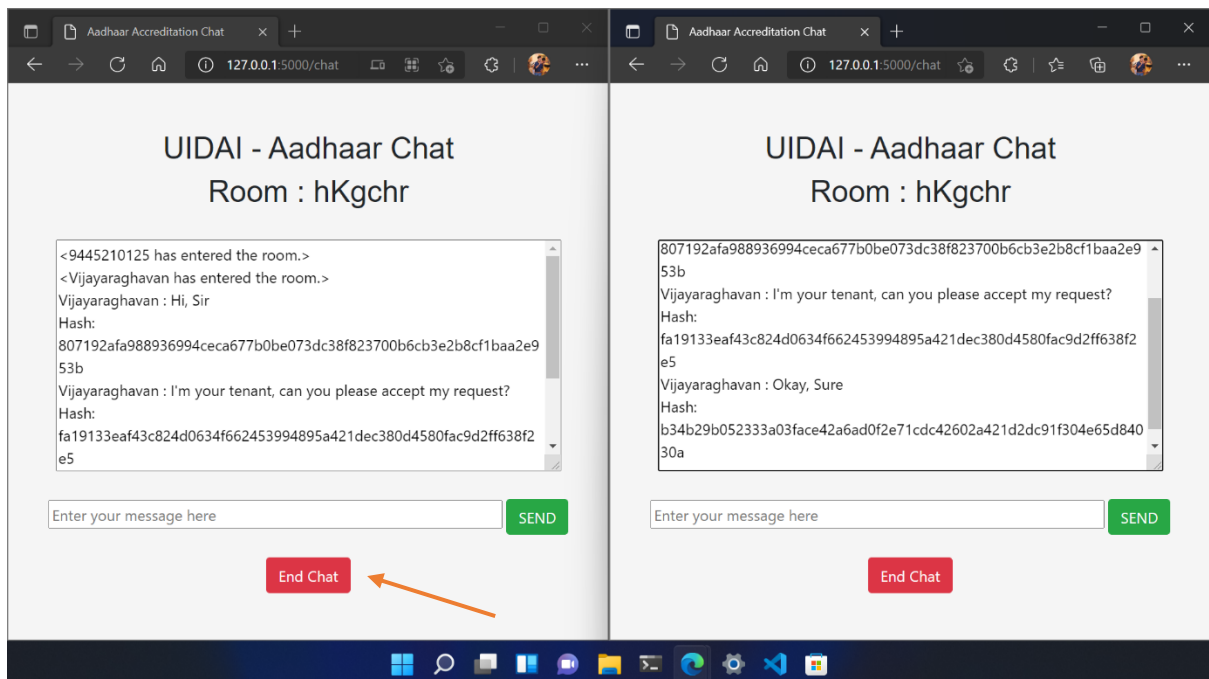 Aadhaar Accreditation Chat
127.0.0.1:5000/chat
UIDAI - Aadhaar Chat
Room : hKgchr
<9445210125 has entered the room.>
<Vijayaraghavan has entered the room.>
Vijayaraghavan : Hi, Sir
Hash:
807192afa988936994ceca677b0be073dc38f823700b6cb3e2b8cf1baa2e9
53b
Vijayaraghavan : I'm your tenant, can you please accept my request?
Hash:
fa19133eaf43c824d0634f662453994895a421dec380d4580fac9d2ff638f2
e5
Enter your message here
SEND
End Chat
Aadhaar Accreditation Chat
127.0.0.1:5000/chat
UIDAI - Aadhaar Chat
Room : hKgchr
807192afa988936994ceca677b0be073dc38f823700b6cb3e2b8cf1baa2e9
53b
Vijayaraghavan : I'm your tenant, can you please accept my request?
Hash:
fa19133eaf43c824d0634f662453994895a421dec380d4580fac9d2ff638f2
e5
Vijayaraghavan : Okay, Sure
Hash:
b34b29b052333a03face42a6ad0f2e71cdc42602a421d2dc91f304e65d840
30a
Enter your message here
SEND
End Chat